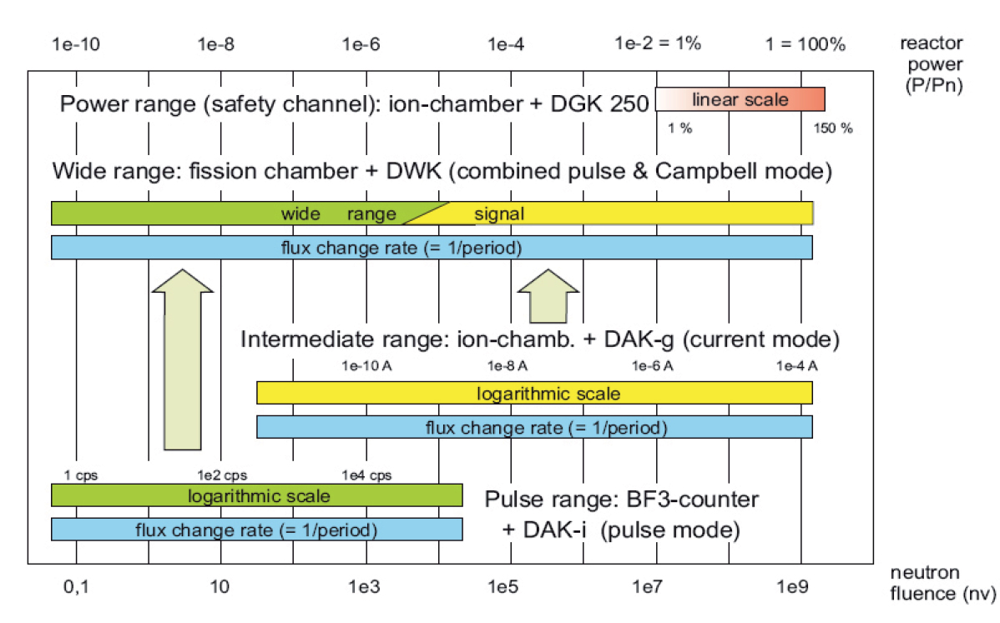 1e-10 1e-8 1e-6 1e-4 1e-2 = 1% 1 = 100% reactor
power
(P/Pn)
Power range (safety channel): ion-chamber + DGK 250 linear scale
1 % 150 %
Wide range: fission chamber + DWK (combined pulse & Campbell mode)
wide range signal
flux change rate (= 1/period)
Intermediate range: ion-chamb. + DAK-g (current mode)
1e-10 A 1e-8 A 1e-6 A 1e-4 A
logarithmic scale
flux change rate (= 1/period)
1 cps 1e2 cps 1e4 cps
logarithmic scale
Pulse range: BF3-counter
+ DAK-i (pulse mode)
flux change rate (= 1/period)
0,1 10 1e3 1e5 1e7 1e9
neutron
fluence (nv)